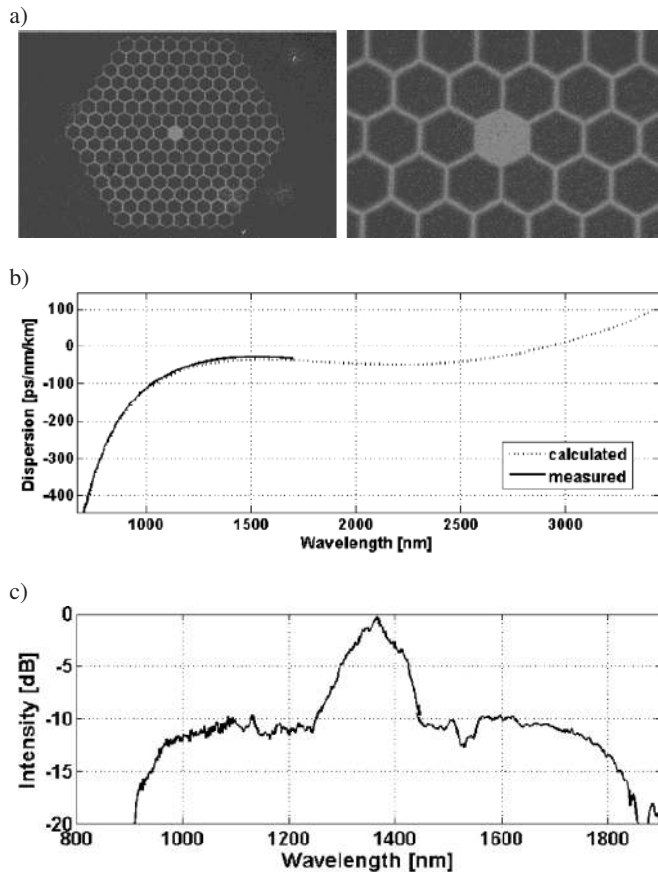 a)
b)
Dispersion [ps/nm/km]
100
0
-100
-200
-300
-400
calculated
measured
1000 1500 2000 2500 3000
Wavelength [nm]
c)
Intensity [dB]
0
-5
-10
-15
-20
800 1000 1200 1400 1600 1800
Wavelength [nm]